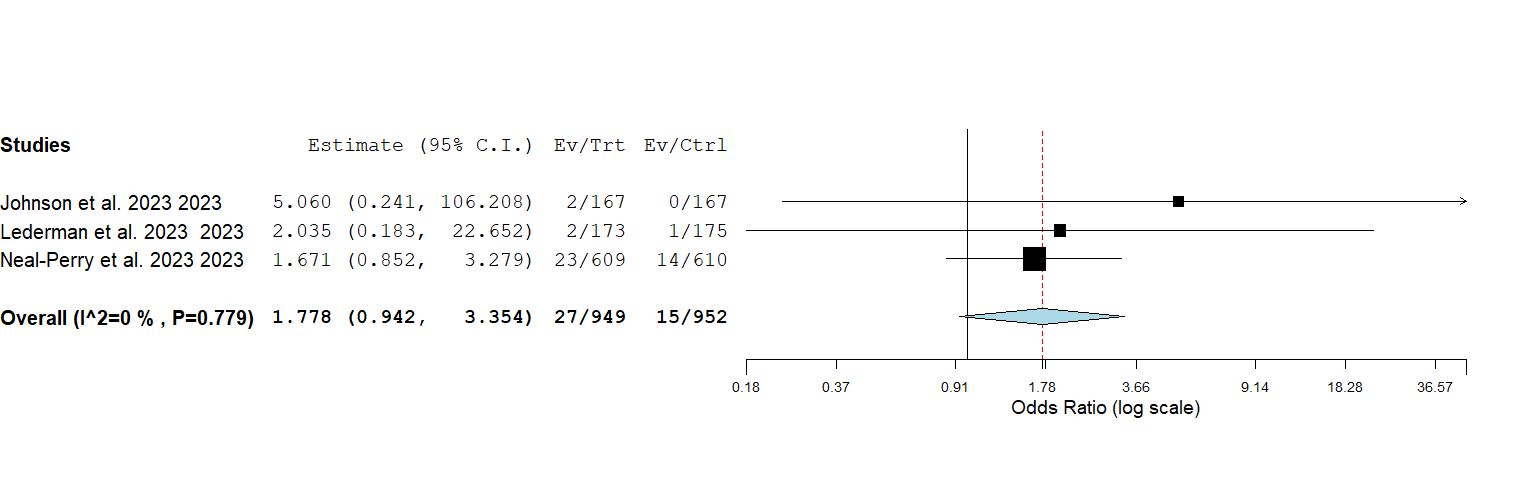 Studies Estimate (95% C.I.) Ev/Trt Ev/Ctrl
Johnson et al. 2023 2023 5.060 (0.241, 106.208) 2/167 0/167
Lederman et al. 2023 2023 2.035 (0.183, 22.652) 2/173 1/175
Neal-Perry et al. 2023 2023 1.671 (0.852, 3.279) 23/609 14/610
Overall (I^2=0 % , P=0.779) 1.778 (0.942, 3.354) 27/949 15/952
0.18 0.37 0.91 1.78 3.66 9.14 18.28 36.57
Odds Ratio (log scale)